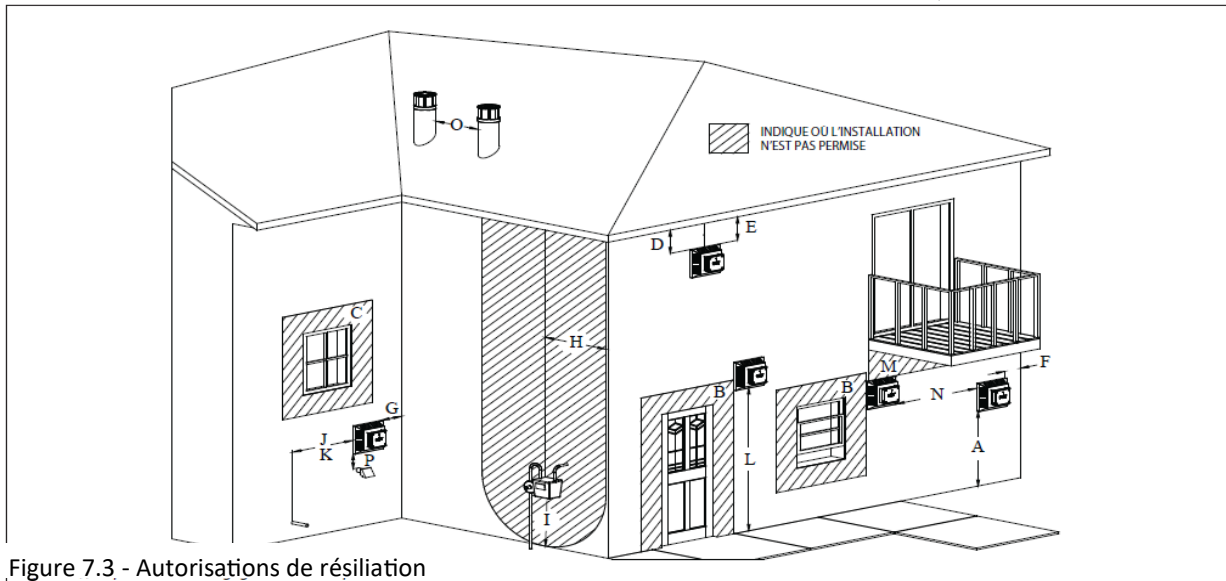 O
INDIQUE OÙ L'INSTALLATION
N'EST PAS PERMISE
D
E
C
H
G
J
K
P
I
B
L
B
M
N
F
A
Figure 7.3 - Autorisations de résiliation